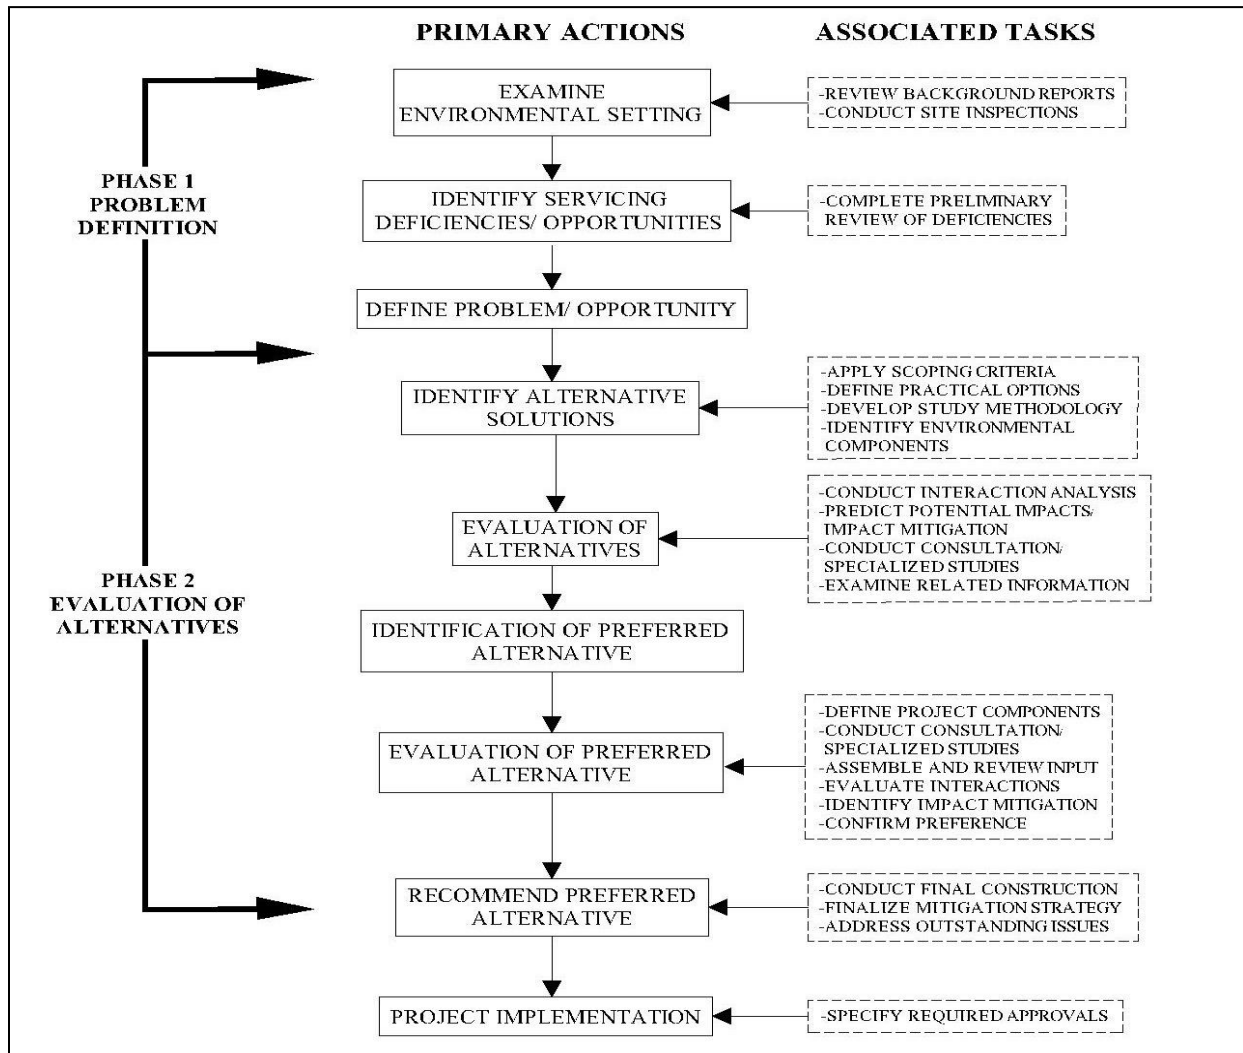 PRIMARY ACTIONS
ASSOCIATED TASKS
PHASE 1
PROBLEM
DEFINITION
EXAMINE
ENVIRONMENTAL SETTING
-REVIEW BACKGROUND REPORTS
-CONDUCT SITE INSPECTIONS
IDENTIFY SERVICING
DEFICIENCIES/ OPPORTUNITIES
-COMPLETE PRELIMINARY
REVIEW OF DEFICIENCIES
DEFINE PROBLEM/ OPPORTUNITY
PHASE 2
EVALUATION OF
ALTERNATIVES
IDENTIFY ALTERNATIVE
SOLUTIONS
-APPLY SCOPING CRITERIA
-DEFINE PRACTICAL OPTIONS
-DEVELOP STUDY METHODOLOGY
-IDENTIFY ENVIRONMENTAL
COMPONENTS
EVALUATION OF
ALTERNATIVES
-CONDUCT INTERACTION ANALYSIS
-PREDICT POTENTIAL IMPACTS/
IMPACT MITIGATION
-CONDUCT CONSULTATION/
SPECIALIZED STUDIES
-EXAMINE RELATED INFORMATION
IDENTIFICATION OF PREFERRED
ALTERNATIVE
EVALUATION OF PREFERRED
ALTERNATIVE
-DEFINE PROJECT COMPONENTS
-CONDUCT CONSULTATION/
SPECIALIZED STUDIES
-ASSEMBLE AND REVIEW INPUT
-EVALUATE INTERACTIONS
-IDENTIFY IMPACT MITIGATION
-CONFIRM PREFERENCE
RECOMMEND PREFERRED
ALTERNATIVE
-CONDUCT FINAL CONSTRUCTION
-FINALIZE MITIGATION STRATEGY
-ADDRESS OUTSTANDING ISSUES
PROJECT IMPLEMENTATION
-SPECIFY REQUIRED APPROVALS